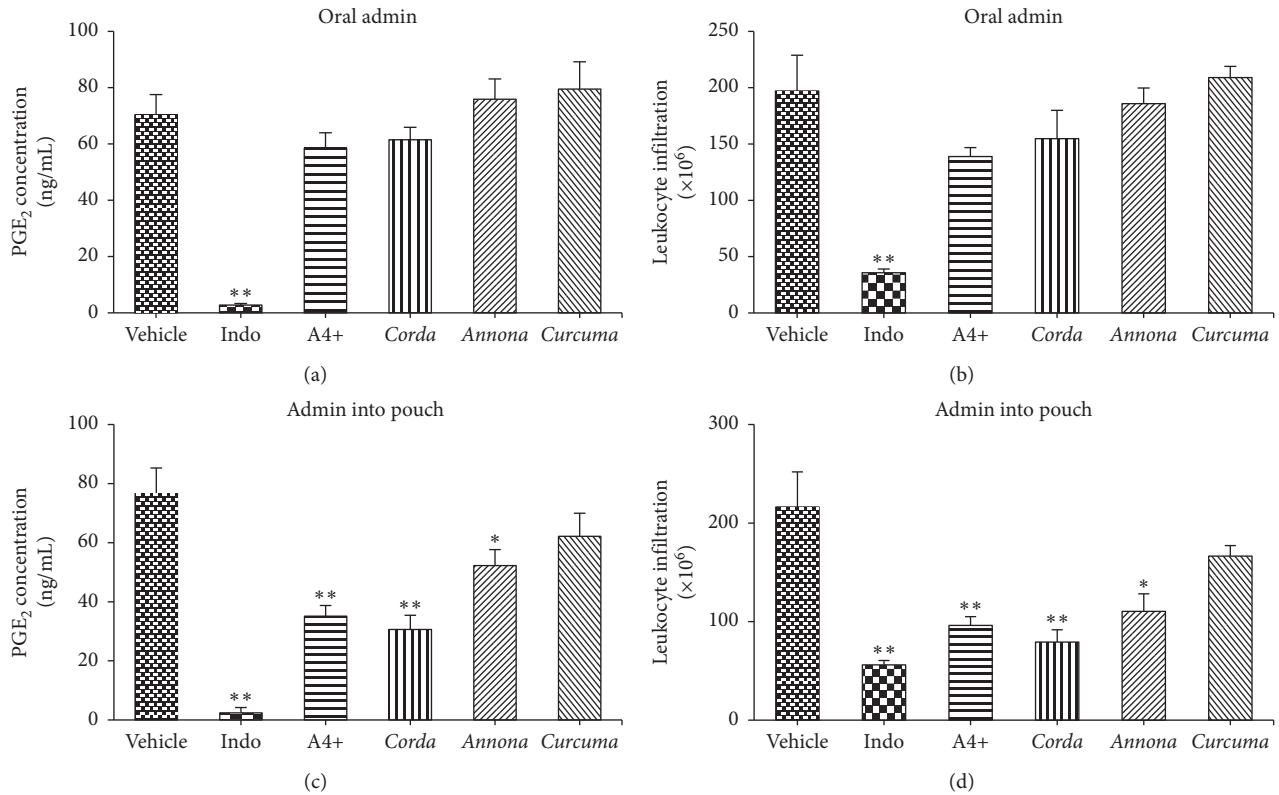 Oral admin
100
80
60
40
20
0
PGE₂ concentration
(ng/mL)
**
Vehicle Indo A4+ Corda Annona Curcuma
(a)
Oral admin
250
200
150
100
50
0
Leukocyte infiltration
(×10⁶)
**
Vehicle Indo A4+ Corda Annona Curcuma
(b)
Admin into pouch
100
80
60
40
20
0
PGE₂ concentration
(ng/mL)
** ** ** *
Vehicle Indo A4+ Corda Annona Curcuma
(c)
Admin into pouch
300
200
100
0
Leukocyte infiltration
(×10⁶)
** ** ** *
Vehicle Indo A4+ Corda Annona Curcuma
(d)